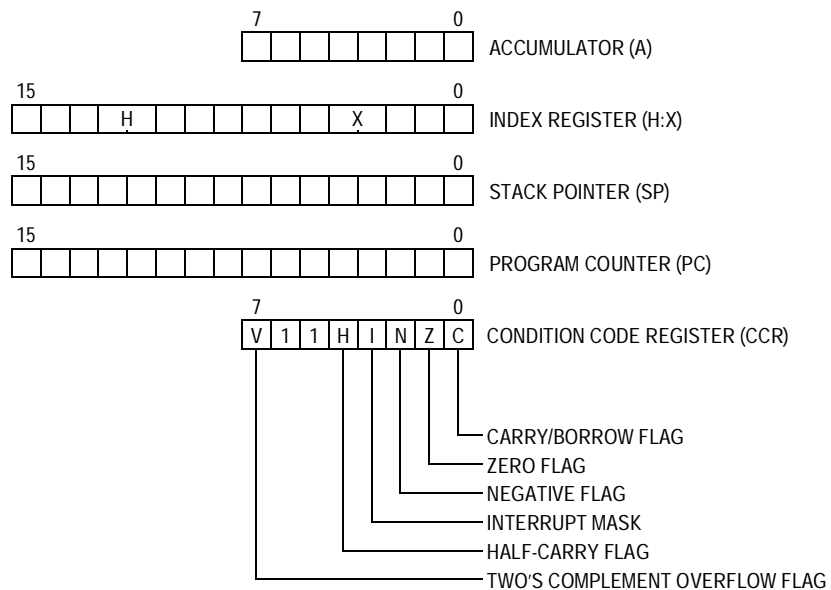 7 0
ACCUMULATOR (A)
15 0
H X INDEX REGISTER (H:X)
15 0
STACK POINTER (SP)
15 0
PROGRAM COUNTER (PC)
7 0
V 1 1 H I N Z C CONDITION CODE REGISTER (CCR)
CARRY/BORROW FLAG
ZERO FLAG
NEGATIVE FLAG
INTERRUPT MASK
HALF-CARRY FLAG
TWO'S COMPLEMENT OVERFLOW FLAG